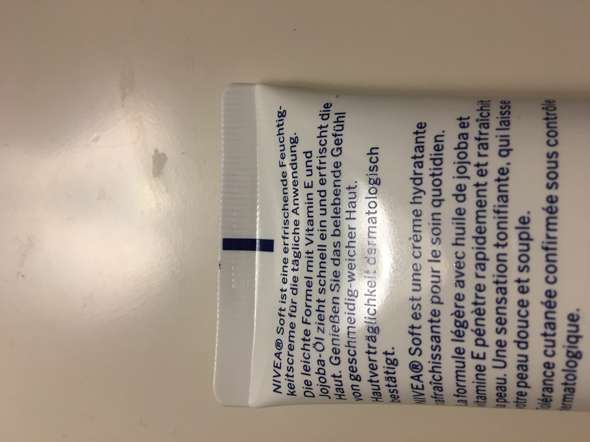 NIVEA® Soft ist eine erfrischende Feuchtig-
keitscreme für die tägliche Anwendung.
Die leichte Formel mit Vitamin E und
Jojoba-Öl zieht schnell ein und erfrischt die
Haut. Genießen Sie das belebende Gefühl
von geschmeidig-weicher Haut.
Hautverträglichkeit dermatologisch
bestätigt.
NIVEA® Soft est une crème hydratante
rafraîchissante pour le soin quotidien.
La formule légère avec huile de jojoba et
vitamine E pénètre rapidement et rafraîchit
la peau. Une sensation tonifiante, qui laisse
votre peau douce et souple.
Tolérance cutanée confirmée sous contrôle
dermatologique.